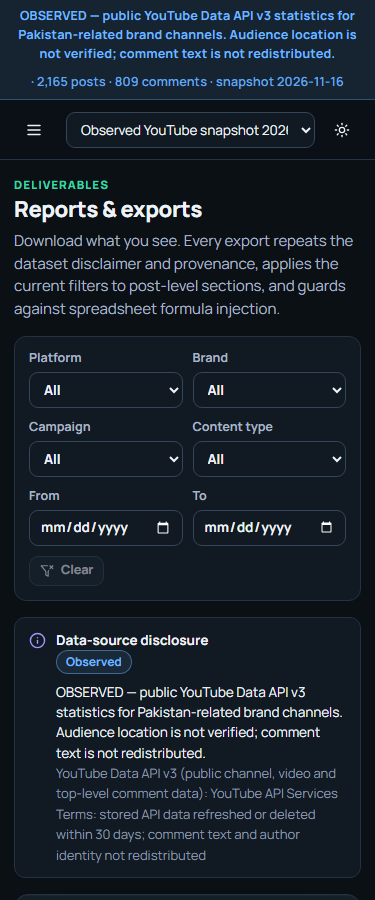 OBSERVED — public YouTube Data API v3 statistics for
Pakistan-related brand channels. Audience location is
not verified; comment text is not redistributed.
· 2,165 posts · 809 comments · snapshot 2026-11-16
Observed YouTube snapshot 2026
DELIVERABLES
Reports & exports
Download what you see. Every export repeats the
dataset disclaimer and provenance, applies the
current filters to post-level sections, and guards
against spreadsheet formula injection.
Platform Brand
All All
Campaign Content type
All All
From To
mm/dd/yyyy mm/dd/yyyy
Clear
Data-source disclosure
Observed
OBSERVED — public YouTube Data API v3
statistics for Pakistan-related brand channels.
Audience location is not verified; comment
text is not redistributed.
YouTube Data API v3 (public channel, video and
top-level comment data): YouTube API Services
Terms: stored API data refreshed or deleted
within 30 days; comment text and author
identity not redistributed